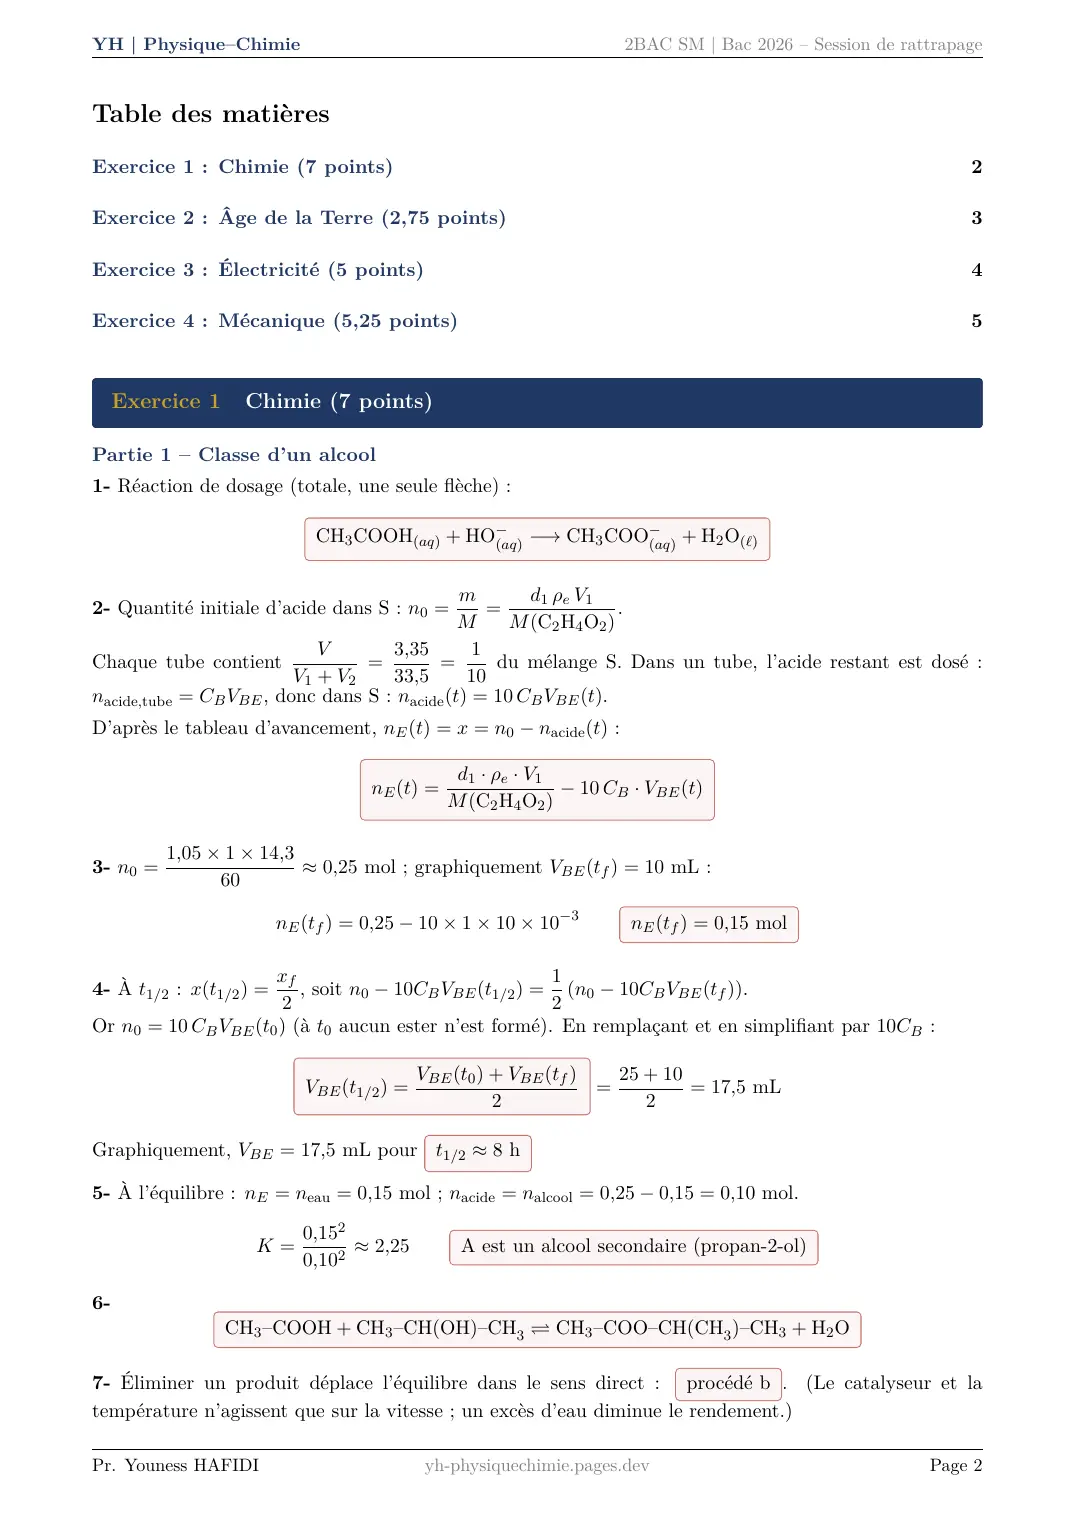 YH | Physique–Chimie 2BAC SM | Bac 2026 – Session de rattrapage
Table des matières
Exercice 1 : Chimie (7 points) 2
Exercice 2 : Âge de la Terre (2,75 points) 3
Exercice 3 : Électricité (5 points) 4
Exercice 4 : Mécanique (5,25 points) 5
Exercice 1 Chimie (7 points)
Partie 1 – Classe d'un alcool
1- Réaction de dosage (totale, une seule flèche) :
CH₃COOH₍aq₎ + HO⁻₍aq₎ ⟶ CH₃COO⁻₍aq₎ + H₂O₍ℓ₎
2- Quantité initiale d'acide dans S : n₀ = m/M = d₁ ρₑ V₁ / M(C₂H₄O₂).
Chaque tube contient V/(V₁ + V₂) = 3,35/33,5 = 1/10 du mélange S. Dans un tube, l'acide restant est dosé :
n_acide,tube = C_B V_BE, donc dans S : n_acide(t) = 10 C_B V_BE(t).
D'après le tableau d'avancement, n_E(t) = x = n₀ − n_acide(t) :
n_E(t) = d₁ · ρₑ · V₁ / M(C₂H₄O₂) − 10 C_B · V_BE(t)
3- n₀ = 1,05 × 1 × 14,3 / 60 ≈ 0,25 mol ; graphiquement V_BE(t_f) = 10 mL :
n_E(t_f) = 0,25 − 10 × 1 × 10 × 10⁻³ n_E(t_f) = 0,15 mol
4- À t_1/2 : x(t_1/2) = x_f/2, soit n₀ − 10C_B V_BE(t_1/2) = 1/2 (n₀ − 10C_B V_BE(t_f)).
Or n₀ = 10 C_B V_BE(t₀) (à t₀ aucun ester n'est formé). En remplaçant et en simplifiant par 10C_B :
V_BE(t_1/2) = (V_BE(t₀) + V_BE(t_f))/2 = (25 + 10)/2 = 17,5 mL
Graphiquement, V_BE = 17,5 mL pour t_1/2 ≈ 8 h
5- À l'équilibre : n_E = n_eau = 0,15 mol ; n_acide = n_alcool = 0,25 − 0,15 = 0,10 mol.
K = 0,15²/0,10² ≈ 2,25 A est un alcool secondaire (propan-2-ol)
6-
CH₃–COOH + CH₃–CH(OH)–CH₃ ⇌ CH₃–COO–CH(CH₃)–CH₃ + H₂O
7- Éliminer un produit déplace l'équilibre dans le sens direct : procédé b . (Le catalyseur et la
température n'agissent que sur la vitesse ; un excès d'eau diminue le rendement.)
Pr. Youness HAFIDI yh-physiquechimie.pages.dev Page 2